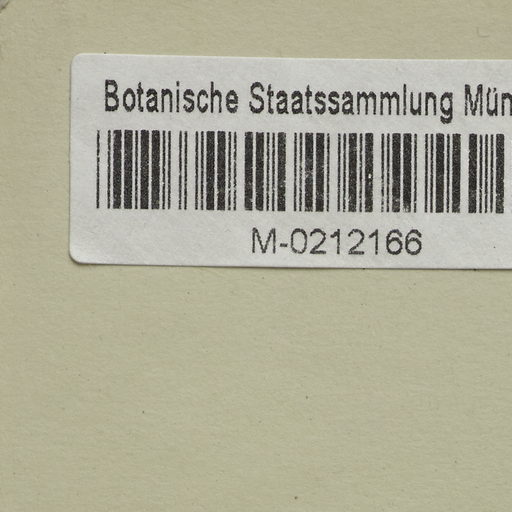 Botanische Staatssammlung Mün
M-0212166